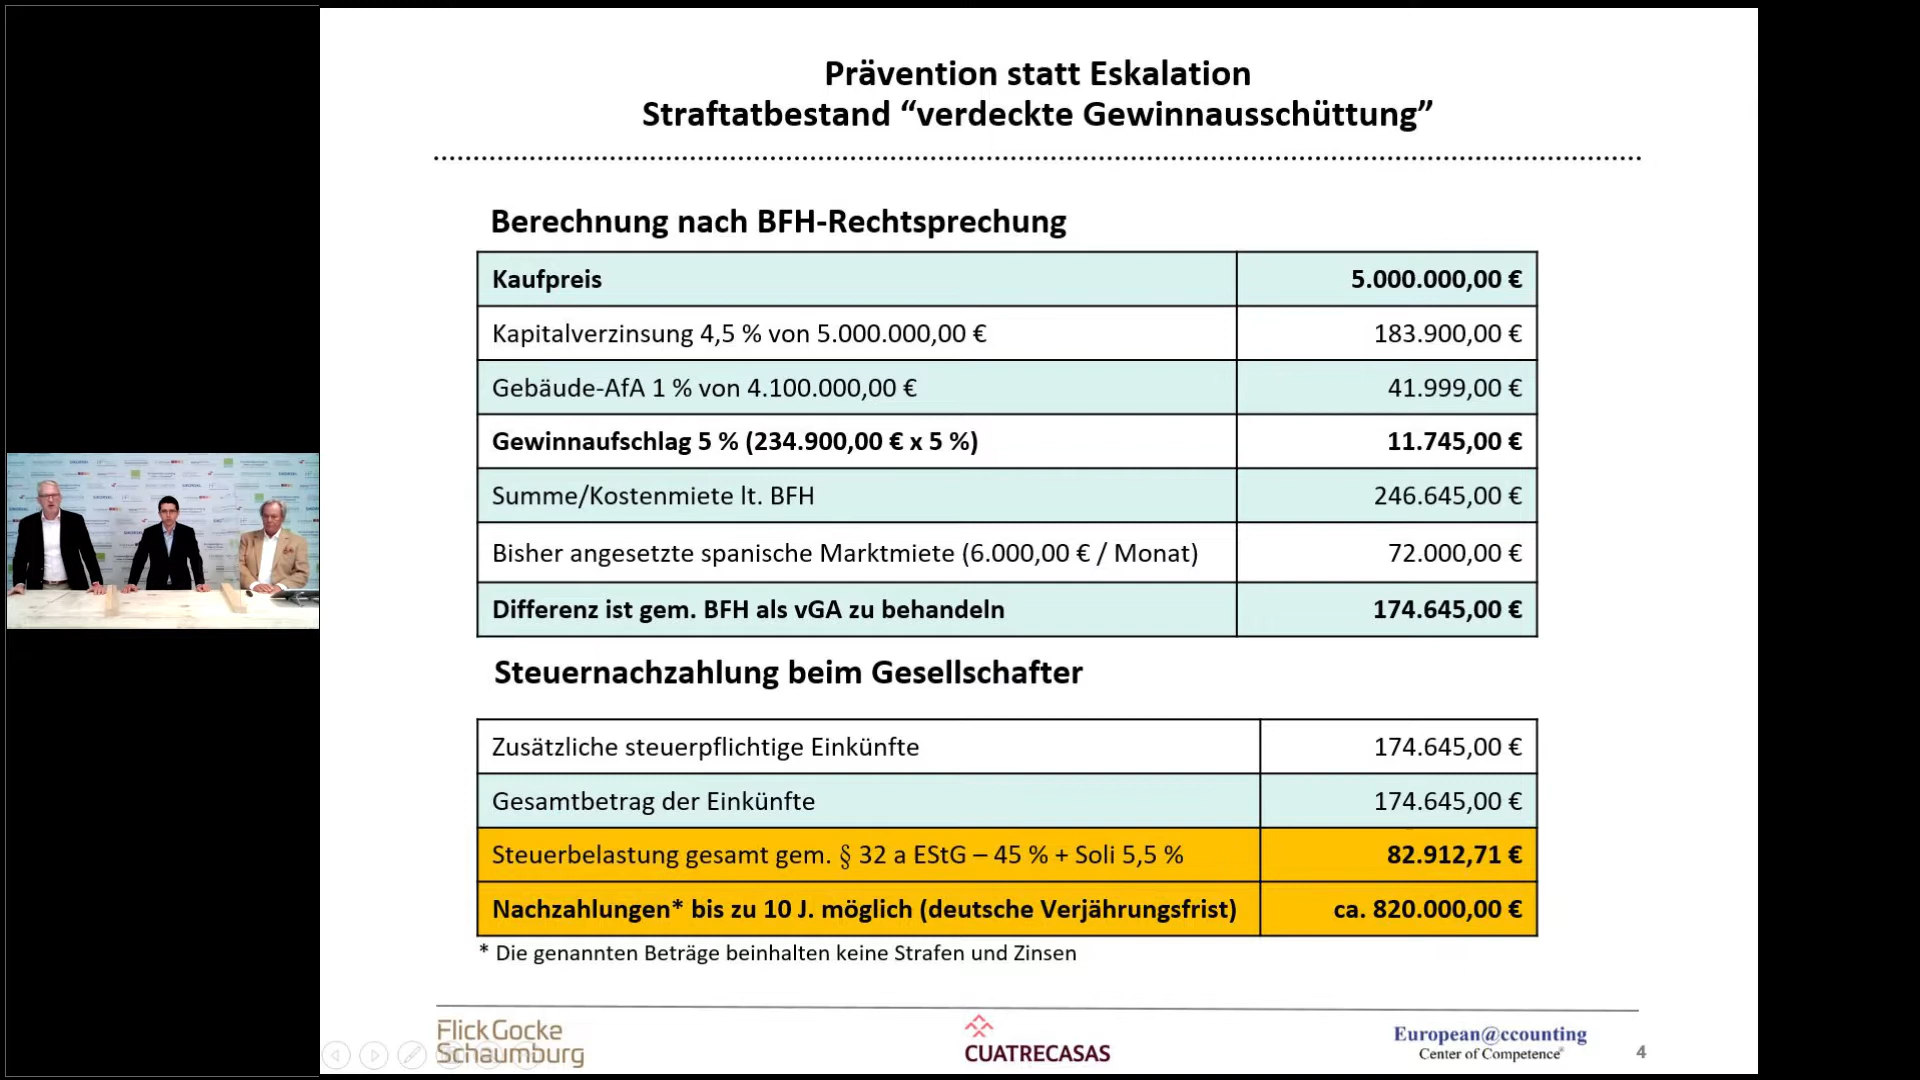 Prävention statt Eskalation
Straftatbestand “verdeckte Gewinnausschüttung”
Berechnung nach BFH-Rechtsprechung
Kaufpreis 5.000.000,00 €
Kapitalverzinsung 4,5 % von 5.000.000,00 € 183.900,00 €
Gebäude-AfA 1 % von 4.100.000,00 € 41.999,00 €
Gewinnaufschlag 5 % (234.900,00 € x 5 %) 11.745,00 €
Summe/Kostenmiete lt. BFH 246.645,00 €
Bisher angesetzte spanische Marktmiete (6.000,00 € / Monat) 72.000,00 €
Differenz ist gem. BFH als vGA zu behandeln 174.645,00 €
Steuernachzahlung beim Gesellschafter
Zusätzliche steuerpflichtige Einkünfte 174.645,00 €
Gesamtbetrag der Einkünfte 174.645,00 €
Steuerbelastung gesamt gem. § 32 a EStG – 45 % + Soli 5,5 % 82.912,71 €
Nachzahlungen* bis zu 10 J. möglich (deutsche Verjährungsfrist) ca. 820.000,00 €
* Die genannten Beträge beinhalten keine Strafen und Zinsen
Flick Gocke
Schaumburg
CUATRECASAS
European@ccounting
Center of Competence®
4